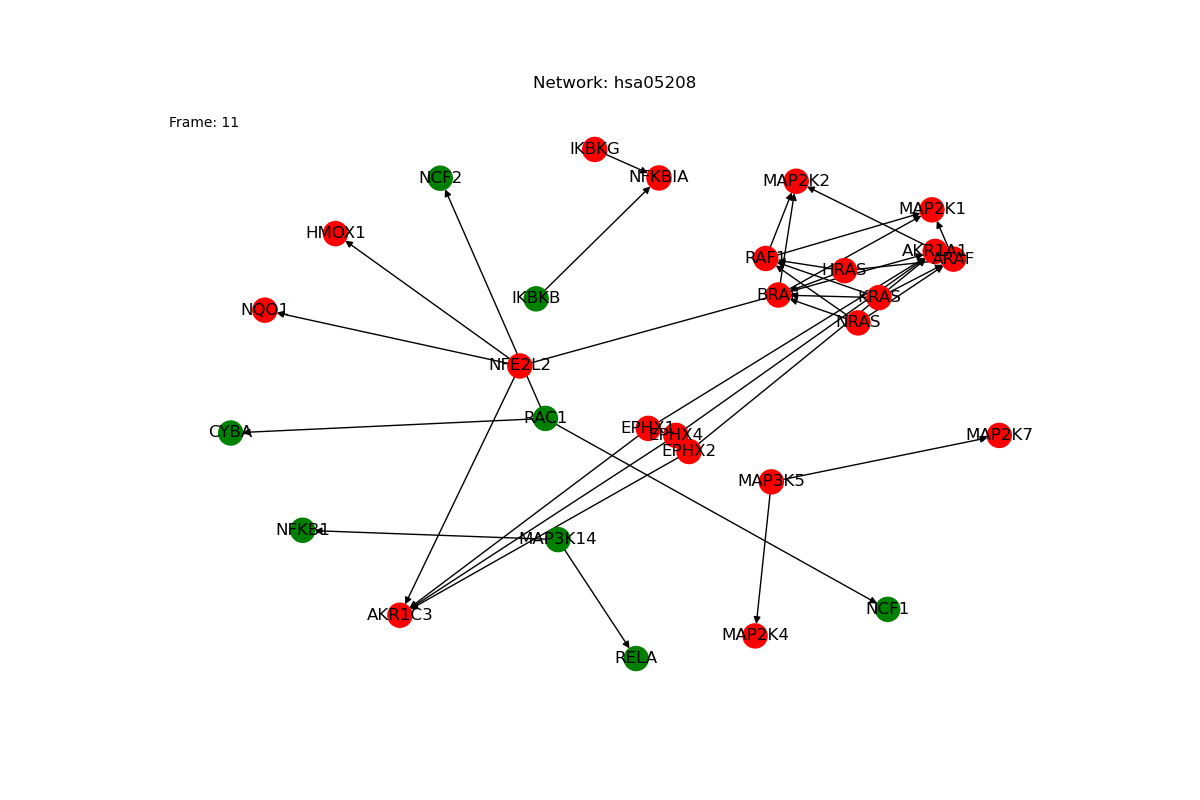 Network: hsa05208
Frame: 11
IKBKG
NCF2
NFKBIA
MAP2K2
MAP2K1
HMOX1
AKR1A1
RAF1
ARAF
HRAS
BRAF
KRAS
IKBKB
NQO1
NRAS
NFE2L2
RAC1
EPHX1
CYBA
EPHX4
MAP2K7
EPHX2
MAP3K5
NFKB1
MAP3K14
NCF1
AKR1C3
MAP2K4
RELA